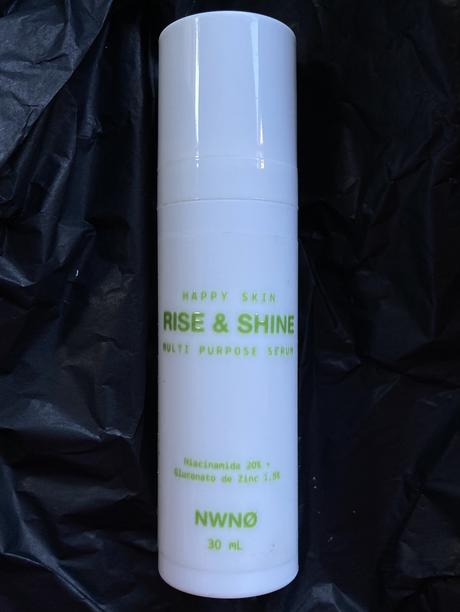 HAPPY SKIN
RISE & SHINE
MULTI PURPOSE SERUM
Niacinamida 20% +
Gluconato de Zinc 1.5%
NWNØ
30 mL